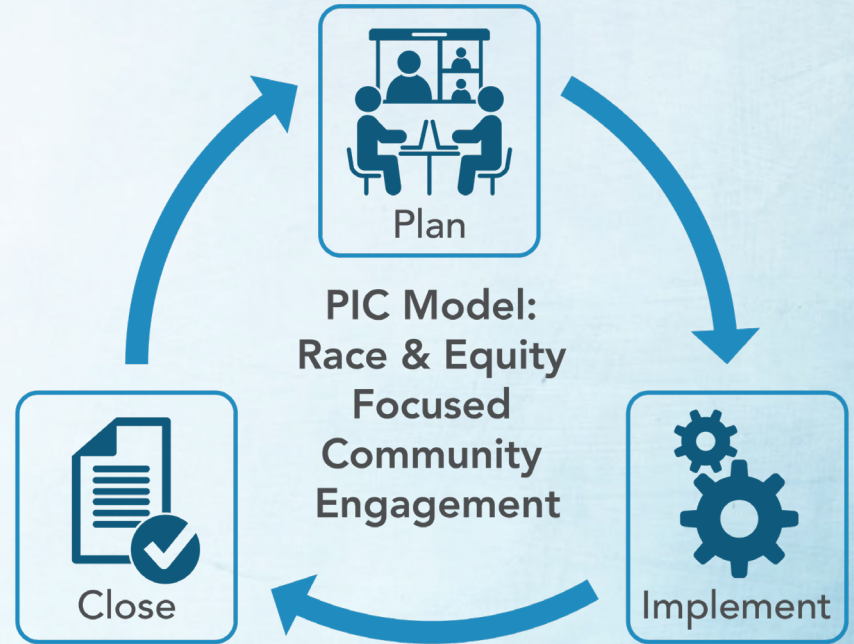 Plan
PIC Model:
Race & Equity
Focused
Community
Engagement
Close
Implement